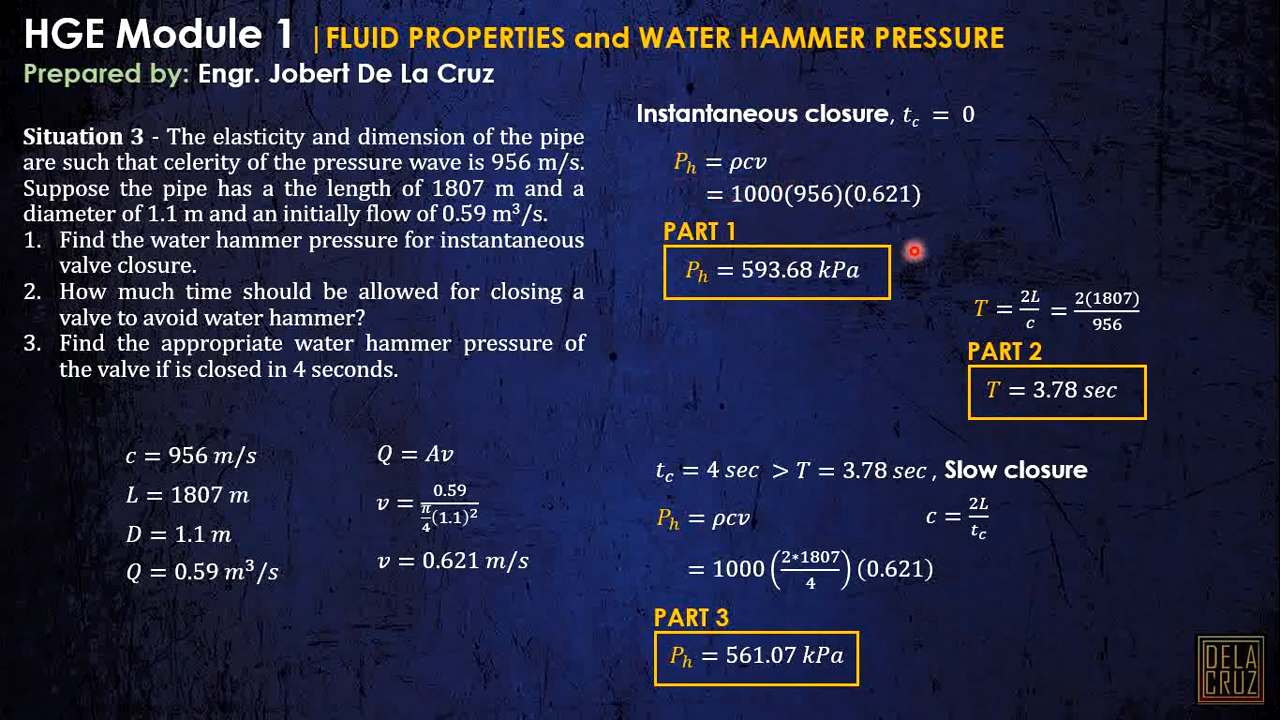 HGE Module 1 | FLUID PROPERTIES and WATER HAMMER PRESSURE
Prepared by: Engr. Jobert De La Cruz
Situation 3 - The elasticity and dimension of the pipe
are such that celerity of the pressure wave is 956 m/s.
Suppose the pipe has a the length of 1807 m and a
diameter of 1.1 m and an initially flow of 0.59 m³/s.
1. Find the water hammer pressure for instantaneous
valve closure.
2. How much time should be allowed for closing a
valve to avoid water hammer?
3. Find the appropriate water hammer pressure of
the valve if is closed in 4 seconds.
c = 956 m/s
L = 1807 m
D = 1.1 m
Q = 0.59 m³/s
Q = Av
v = 0.59 / (π/4 (1.1)²)
v = 0.621 m/s
Instantaneous closure, t_c = 0
P_h = ρcv
= 1000(956)(0.621)
PART 1
P_h = 593.68 kPa
T = 2L/c = 2(1807)/956
PART 2
T = 3.78 sec
t_c = 4 sec > T = 3.78 sec , Slow closure
P_h = ρcv
c = 2L/t_c
= 1000 (2*1807/4) (0.621)
PART 3
P_h = 561.07 kPa
DELA
CRUZ